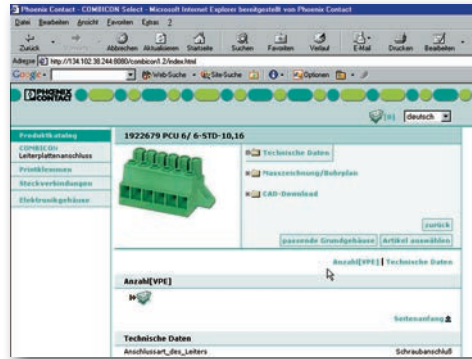 Phoenix Contact - COMBICON Select - Microsoft Internet Explorer bereitgestellt von Phoenix Contact
Datei Bearbeiten Ansicht Favoriten Extras ?
Zurück Abbrechen Aktualisieren Startseite Suchen Favoriten Verlauf E-Mail Drucken Bearbeiten
Adresse http://134.102.38.244:8080/combicon1.2/index.html
Google Web-Suche Site-Suche Optionen
PHŒNIX CONTACT
[0] deutsch
Produktkatalog
COMBICON
Leiterplattenanschluss
Printklemmen
Steckverbindungen
Elektronikgehäuse
1922679 PCU 6/ 6-STD-10,16
Technische Daten
Masszeichnung/Bohrplan
CAD-Download
zurück
passende Grundgehäuse Artikel auswählen
Anzahl[VPE] | Technische Daten
Anzahl[VPE]
Seitenanfang
Technische Daten
Anschlussart_des_Leiters Schraubanschluß